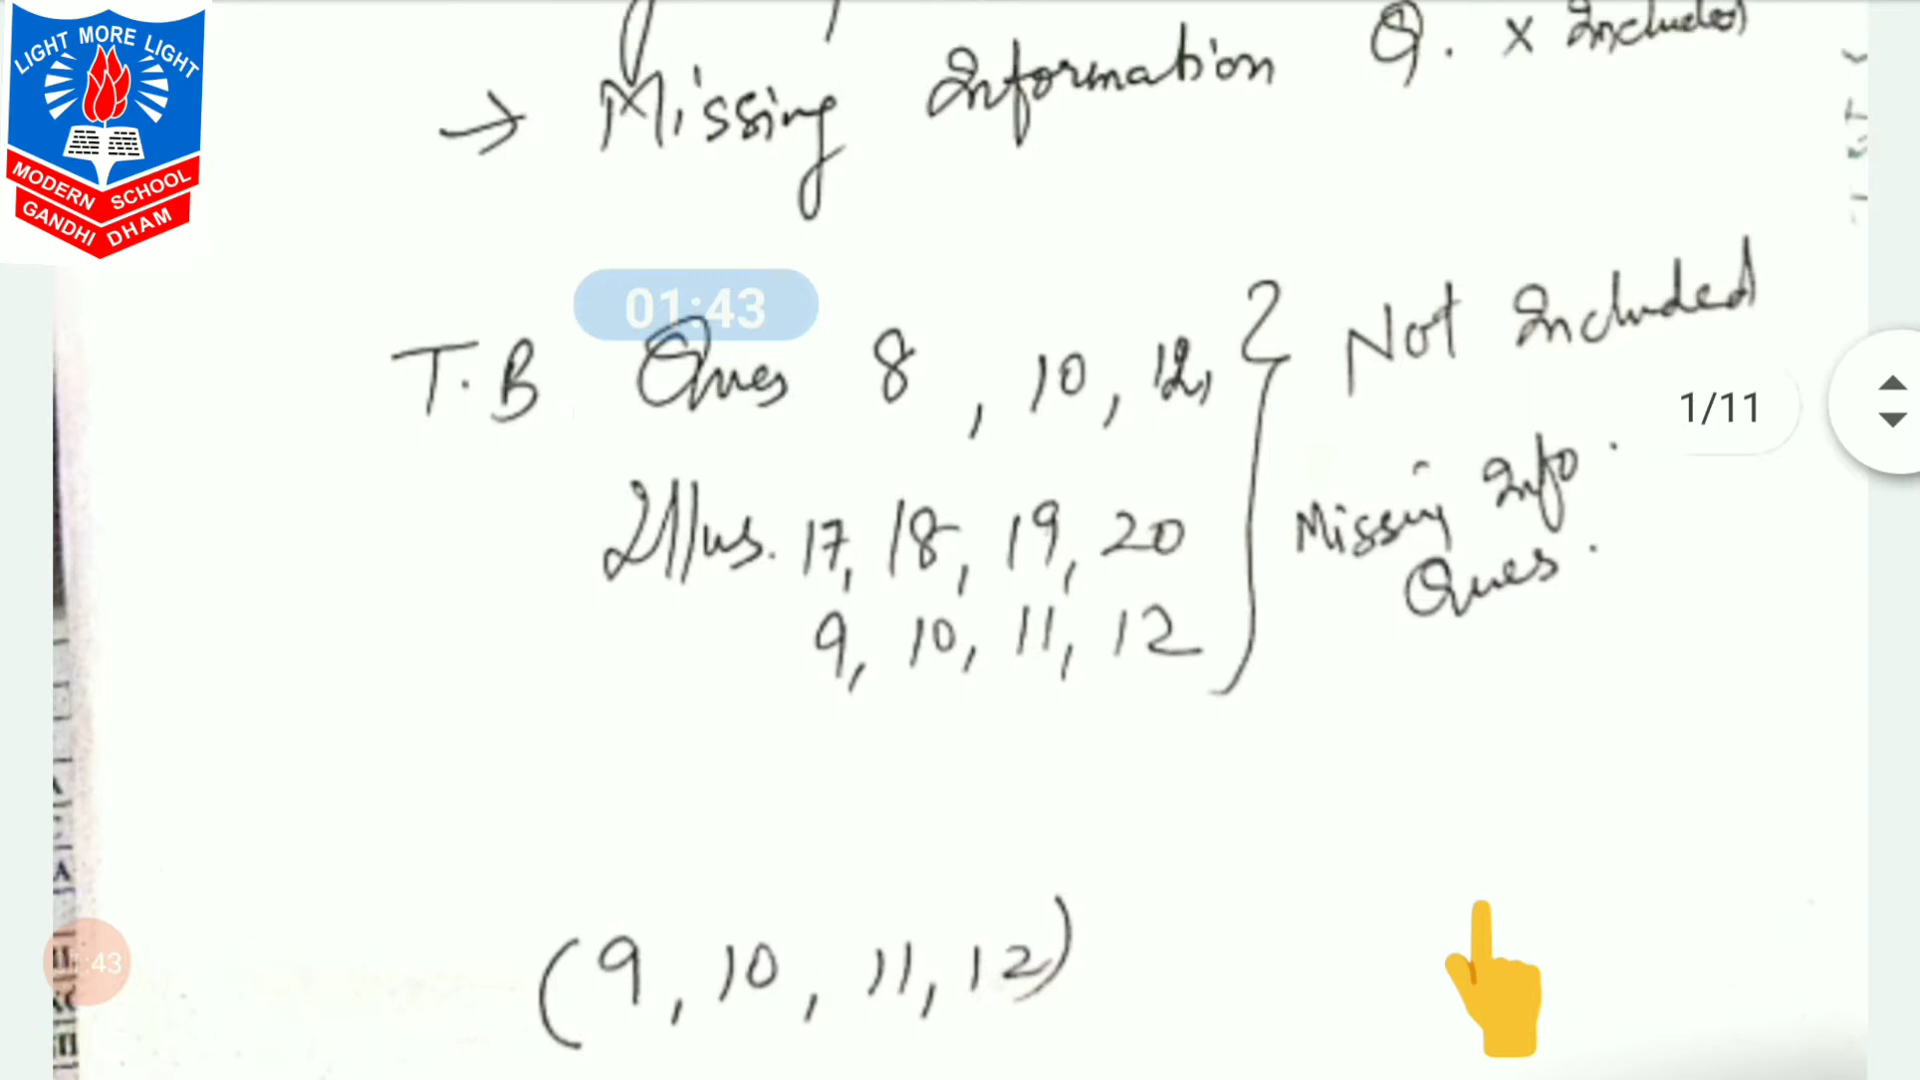 LIGHT MORE LIGHT
MODERN SCHOOL
GANDHI DHAM
→ Missing Information Q. x Included
01:43
T.B Ques 8, 10, 12,
Not Included
1/11
Illus. 17, 18, 19, 20
Missing Info.
Ques.
9, 10, 11, 12
(9, 10, 11, 12)
:43